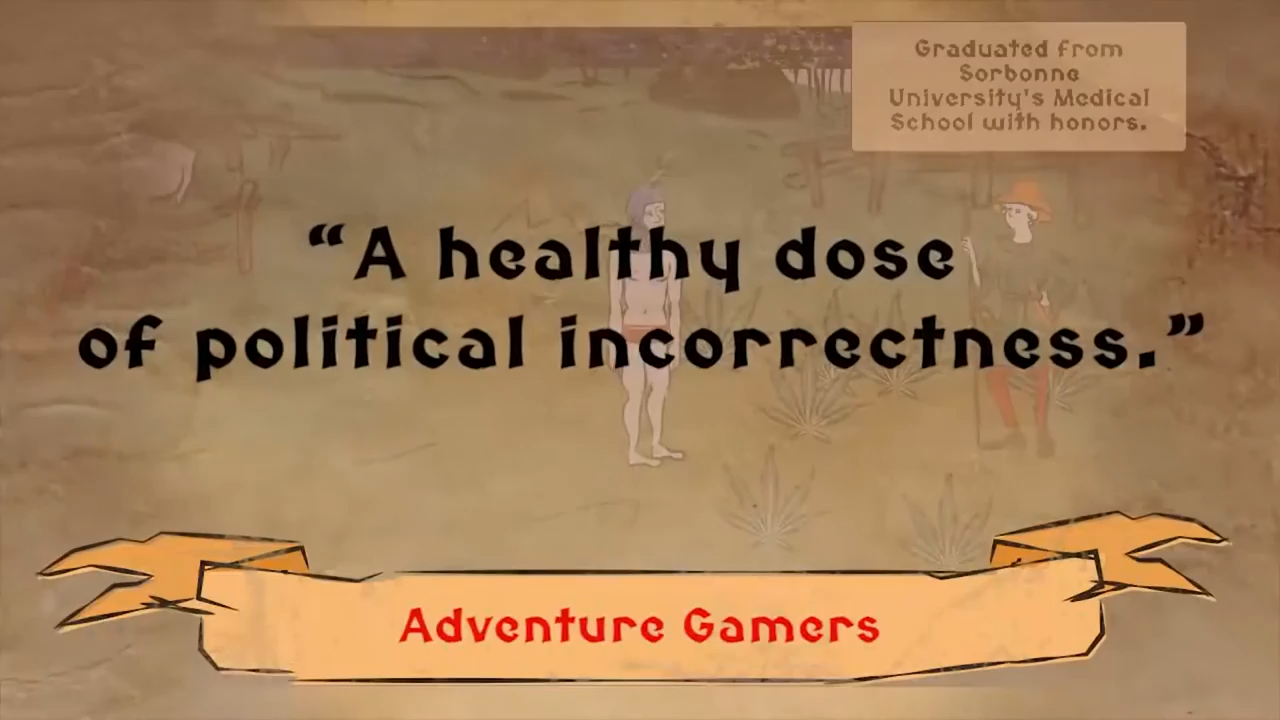 Graduated from
Sorbonne
University's Medical
School with honors.
“A healthy dose
of political incorrectness.”
Adventure Gamers